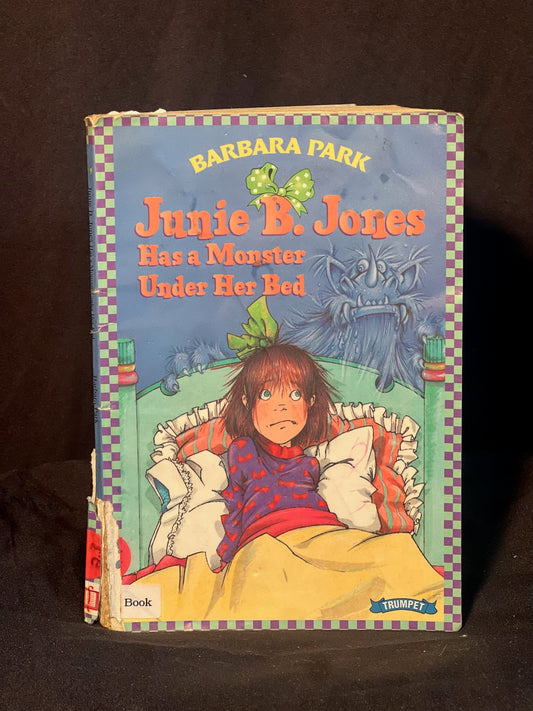 BARBARA PARK
Junie B. Jones
Has a Monster
Under Her Bed
Book
TRUMPET